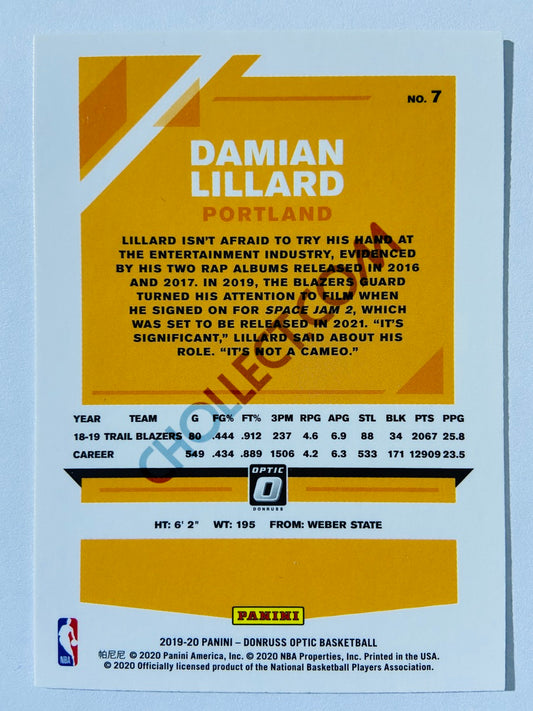 NO. 7
DAMIAN
LILLARD
PORTLAND
LILLARD ISN'T AFRAID TO TRY HIS HAND AT
THE ENTERTAINMENT INDUSTRY, EVIDENCED
BY HIS TWO RAP ALBUMS RELEASED IN 2016
AND 2017. IN 2019, THE BLAZERS GUARD
TURNED HIS ATTENTION TO FILM WHEN
HE SIGNED ON FOR SPACE JAM 2, WHICH
WAS SET TO BE RELEASED IN 2021. "IT'S
SIGNIFICANT," LILLARD SAID ABOUT HIS
ROLE. "IT'S NOT A CAMEO."
CHOLLECT.COM
YEAR TEAM G FG% FT% 3PM RPG APG STL BLK PTS PPG
18-19 TRAIL BLAZERS 80 .444 .912 237 4.6 6.9 88 34 2067 25.8
CAREER 549 .434 .889 1506 4.2 6.3 533 171 12909 23.5
OPTIC
DONRUSS
HT: 6' 2" WT: 195 FROM: WEBER STATE
PANINI
2019-20 PANINI – DONRUSS OPTIC BASKETBALL
帕尼尼 © 2020 Panini America, Inc. © 2020 NBA Properties, Inc. Printed in the USA.
© 2020 Officially licensed product of the National Basketball Players Association.
NBA